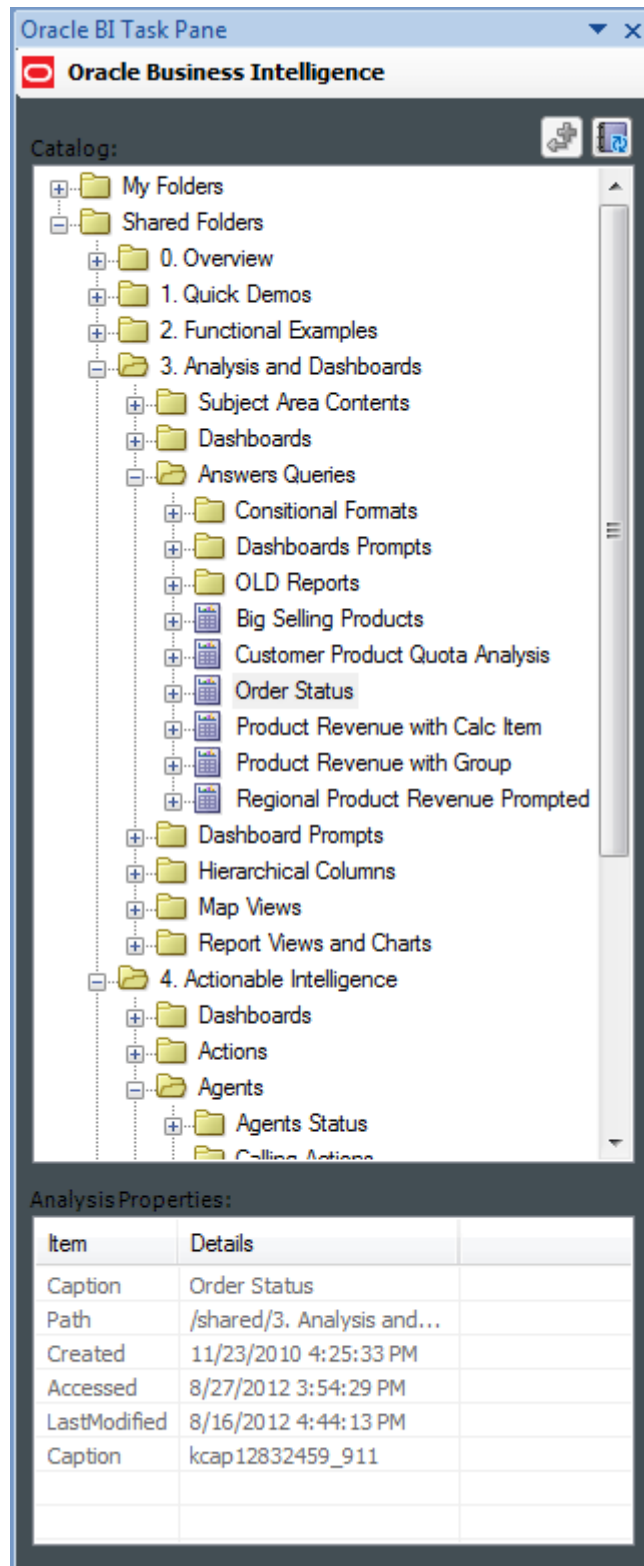 Oracle BI Task Pane
Oracle Business Intelligence
Catalog:
My Folders
Shared Folders
0. Overview
1. Quick Demos
2. Functional Examples
3. Analysis and Dashboards
Subject Area Contents
Dashboards
Answers Queries
Consitional Formats
Dashboards Prompts
OLD Reports
Big Selling Products
Customer Product Quota Analysis
Order Status
Product Revenue with Calc Item
Product Revenue with Group
Regional Product Revenue Prompted
Dashboard Prompts
Hierarchical Columns
Map Views
Report Views and Charts
4. Actionable Intelligence
Dashboards
Actions
Agents
Agents Status
Calling Actions
Analysis Properties:
Item Details
Caption Order Status
Path /shared/3. Analysis and...
Created 11/23/2010 4:25:33 PM
Accessed 8/27/2012 3:54:29 PM
LastModified 8/16/2012 4:44:13 PM
Caption kcap12832459_911